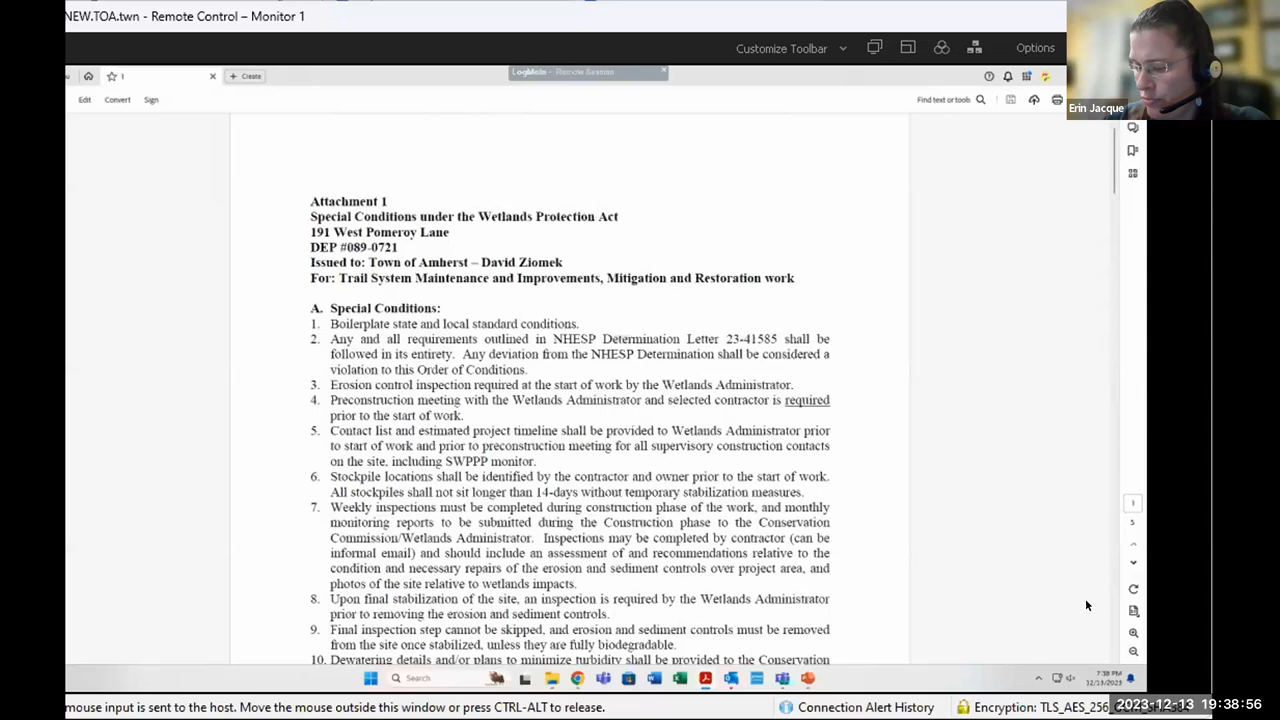 NEW.TOA.twn - Remote Control – Monitor 1
Customize Toolbar
Options
1
Create
LogMeIn - Remote Session
Edit Convert Sign
Find text or tools
Erin Jacque
Attachment 1
Special Conditions under the Wetlands Protection Act
191 West Pomeroy Lane
DEP #089-0721
Issued to: Town of Amherst – David Ziomek
For: Trail System Maintenance and Improvements, Mitigation and Restoration work
A. Special Conditions:
1. Boilerplate state and local standard conditions.
2. Any and all requirements outlined in NHESP Determination Letter 23-41585 shall be
followed in its entirety. Any deviation from the NHESP Determination shall be considered a
violation to this Order of Conditions.
3. Erosion control inspection required at the start of work by the Wetlands Administrator.
4. Preconstruction meeting with the Wetlands Administrator and selected contractor is required
prior to the start of work.
5. Contact list and estimated project timeline shall be provided to Wetlands Administrator prior
to start of work and prior to preconstruction meeting for all supervisory construction contacts
on the site, including SWPPP monitor.
6. Stockpile locations shall be identified by the contractor and owner prior to the start of work.
All stockpiles shall not sit longer than 14-days without temporary stabilization measures.
7. Weekly inspections must be completed during construction phase of the work, and monthly
monitoring reports to be submitted during the Construction phase to the Conservation
Commission/Wetlands Administrator. Inspections may be completed by contractor (can be
informal email) and should include an assessment of and recommendations relative to the
condition and necessary repairs of the erosion and sediment controls over project area, and
photos of the site relative to wetlands impacts.
8. Upon final stabilization of the site, an inspection is required by the Wetlands Administrator
prior to removing the erosion and sediment controls.
9. Final inspection step cannot be skipped, and erosion and sediment controls must be removed
from the site once stabilized, unless they are fully biodegradable.
10. Dewatering details and/or plans to minimize turbidity shall be provided to the Conservation
1
5
Search
7:38 PM
12/13/2023
mouse input is sent to the host. Move the mouse outside this window or press CTRL-ALT to release.
Connection Alert History
Encryption: TLS_AES_256_
2023-12-13 19:38:56